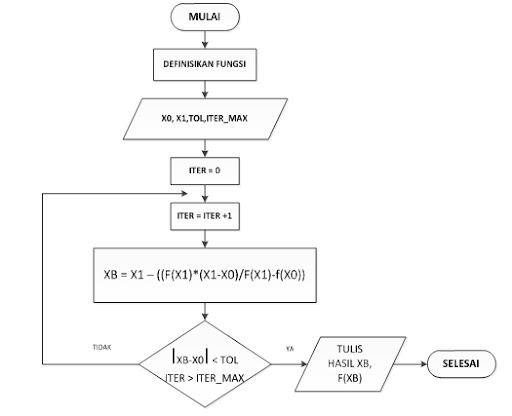 MULAI
DEFINISIKAN FUNGSI
X0, X1,TOL,ITER_MAX
ITER = 0
ITER = ITER +1
XB = X1 – ((F(X1)*(X1-X0)/F(X1)-f(X0))
TIDAK
|XB-X0| < TOL
ITER > ITER_MAX
YA
TULIS
HASIL XB,
F(XB)
SELESAI